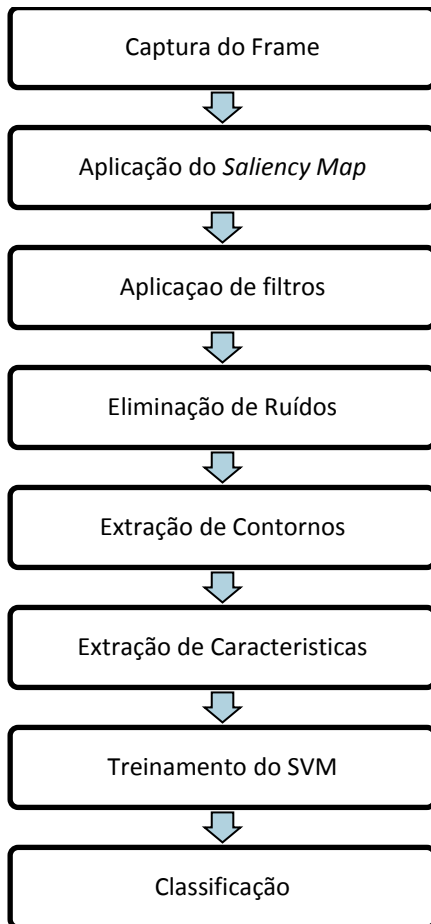 Captura do Frame
Aplicação do Saliency Map
Aplicaçao de filtros
Eliminação de Ruídos
Extração de Contornos
Extração de Caracteristicas
Treinamento do SVM
Classificação